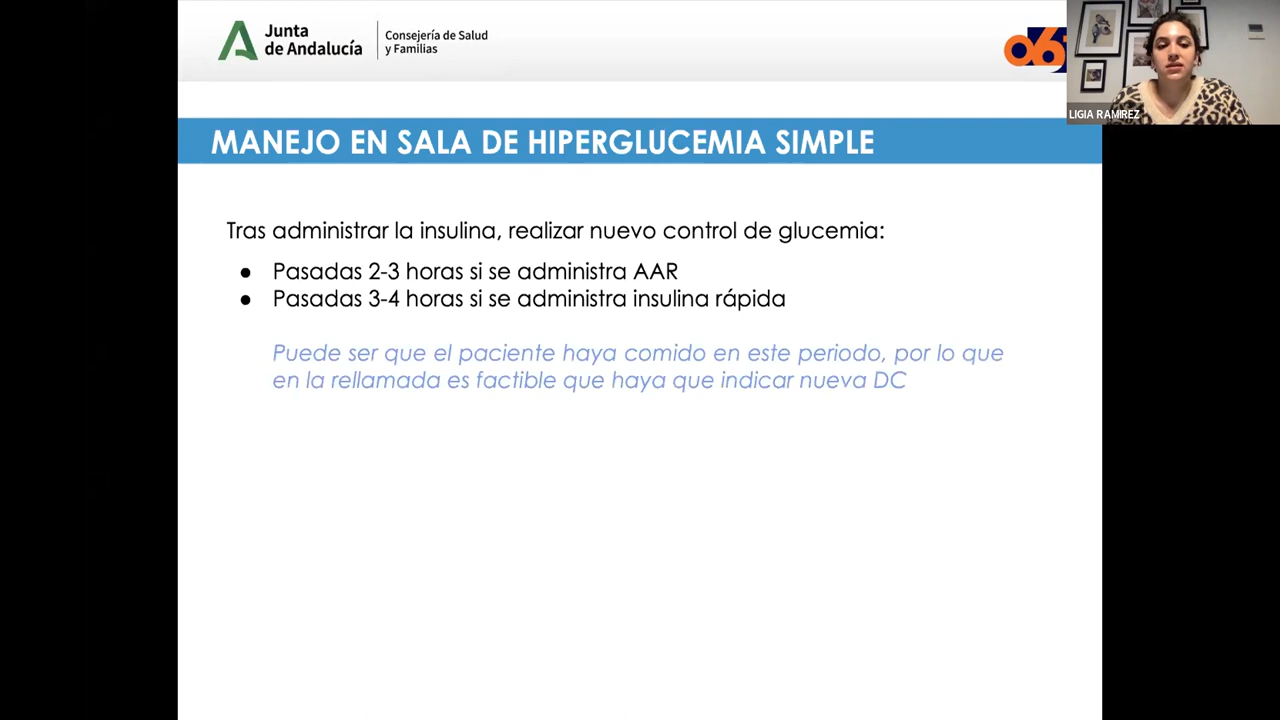 Junta
de Andalucía
Consejería de Salud
y Familias
061
LIGIA RAMIREZ
MANEJO EN SALA DE HIPERGLUCEMIA SIMPLE
Tras administrar la insulina, realizar nuevo control de glucemia:
● Pasadas 2-3 horas si se administra AAR
● Pasadas 3-4 horas si se administra insulina rápida
Puede ser que el paciente haya comido en este periodo, por lo que
en la rellamada es factible que haya que indicar nueva DC